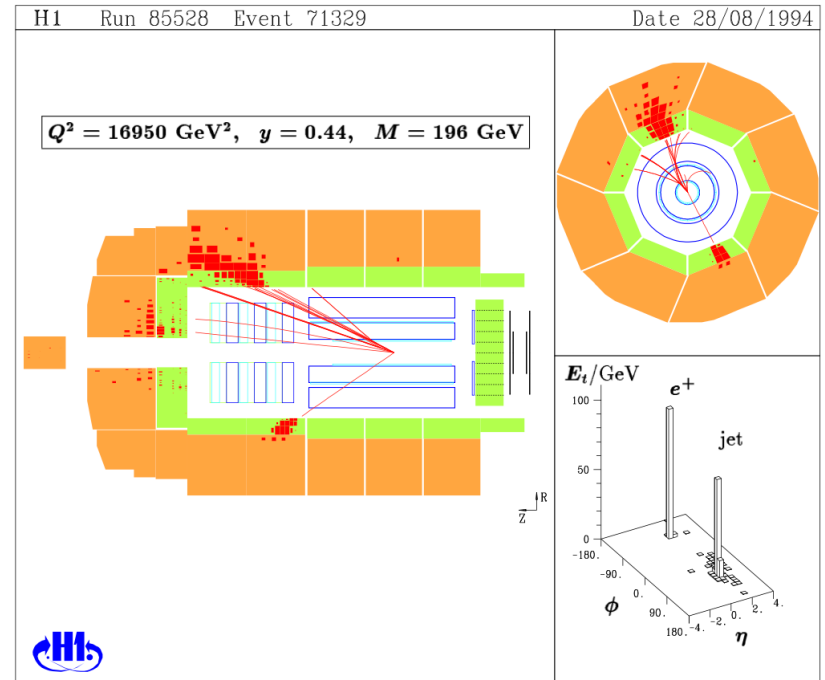 H1 Run 85528 Event 71329 Date 28/08/1994
Q² = 16950 GeV², y = 0.44, M = 196 GeV
R
Z
E_t/GeV
e⁺
jet
100
50
0
-180.
-90.
0.
90.
180.
ϕ
-4.
-2.
0.
2.
4.
η
H1